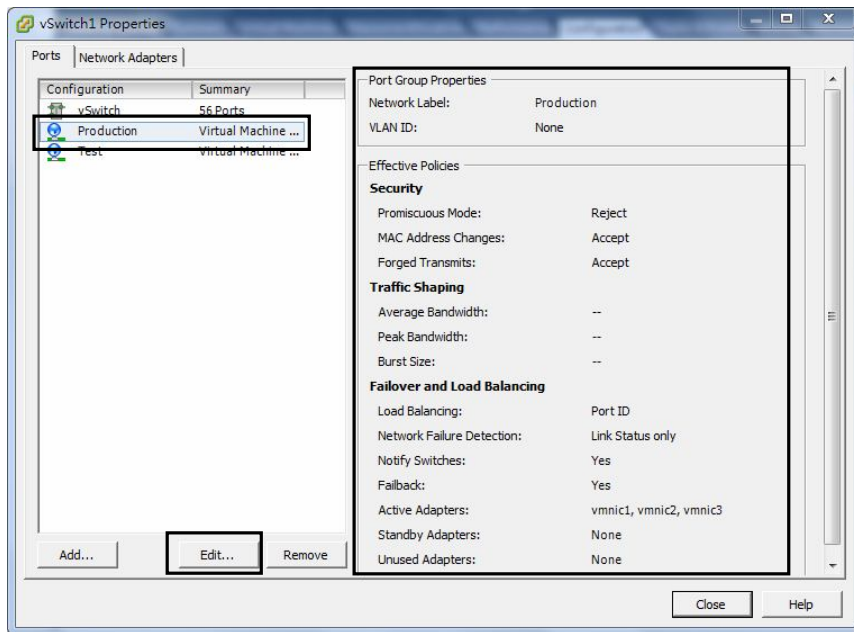 vSwitch1 Properties
Ports
Network Adapters
Configuration Summary
vSwitch 56 Ports
Production Virtual Machine ...
Test Virtual Machine ...
Add...
Edit...
Remove
Port Group Properties
Network Label: Production
VLAN ID: None
Effective Policies
Security
Promiscuous Mode: Reject
MAC Address Changes: Accept
Forged Transmits: Accept
Traffic Shaping
Average Bandwidth: --
Peak Bandwidth: --
Burst Size: --
Failover and Load Balancing
Load Balancing: Port ID
Network Failure Detection: Link Status only
Notify Switches: Yes
Failback: Yes
Active Adapters: vmnic1, vmnic2, vmnic3
Standby Adapters: None
Unused Adapters: None
Close
Help